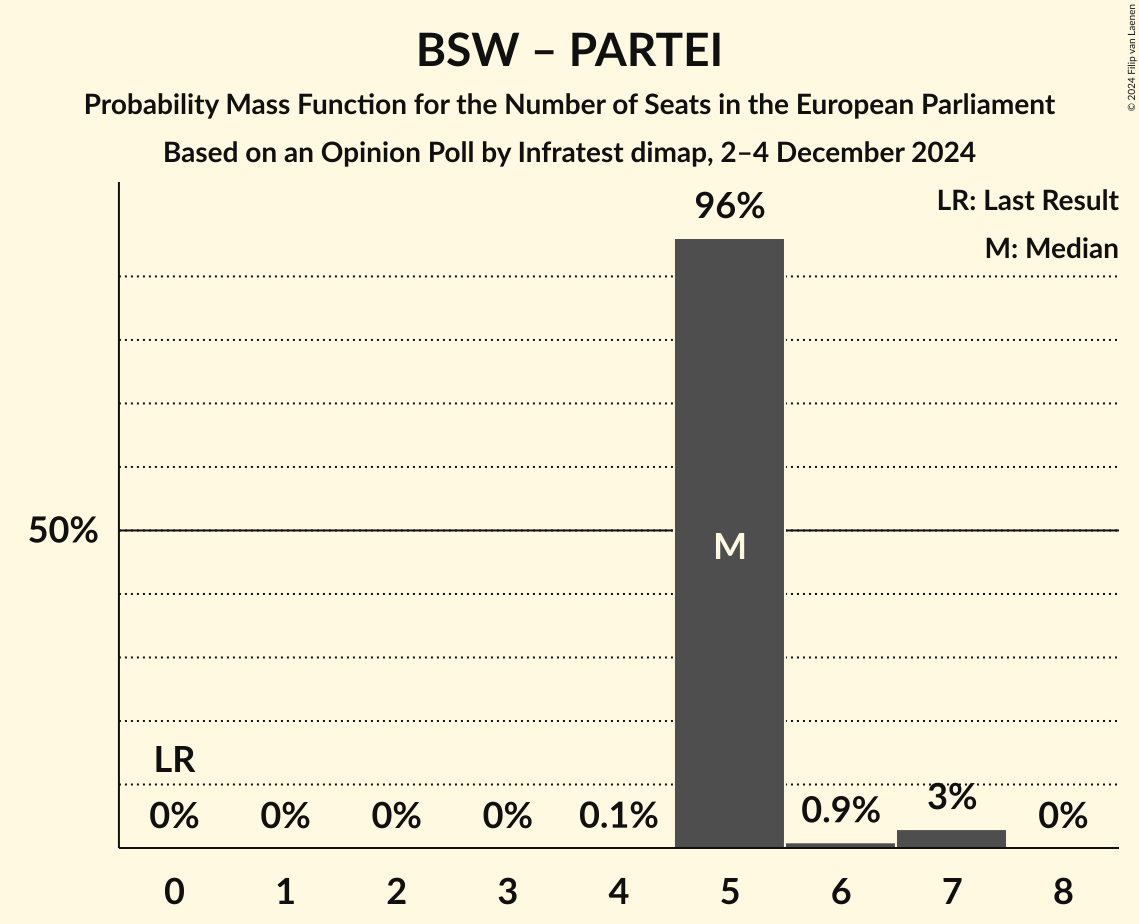 BSW – PARTEI
Probability Mass Function for the Number of Seats in the European Parliament
Based on an Opinion Poll by Infratest dimap, 2–4 December 2024
© 2024 Filip van Laenen
LR: Last Result
M: Median
96%
50%
M
LR
0% 0% 0% 0% 0.1% 0.9% 3% 0%
0 1 2 3 4 5 6 7 8